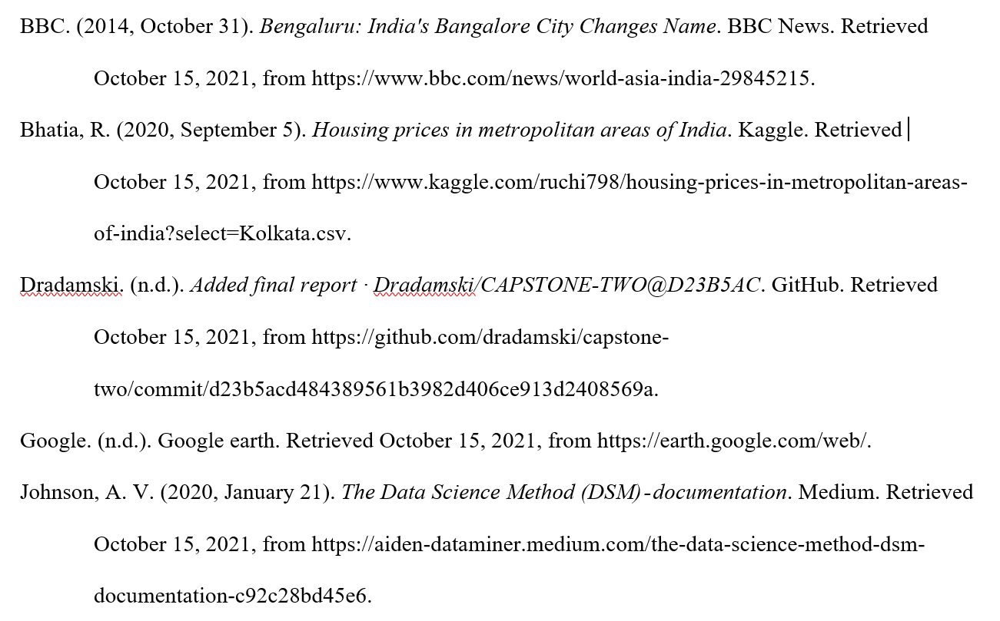 BBC. (2014, October 31). Bengaluru: India's Bangalore City Changes Name. BBC News. Retrieved
October 15, 2021, from https://www.bbc.com/news/world-asia-india-29845215.
Bhatia, R. (2020, September 5). Housing prices in metropolitan areas of India. Kaggle. Retrieved
October 15, 2021, from https://www.kaggle.com/ruchi798/housing-prices-in-metropolitan-areas-
of-india?select=Kolkata.csv.
Dradamski. (n.d.). Added final report · Dradamski/CAPSTONE-TWO@D23B5AC. GitHub. Retrieved
October 15, 2021, from https://github.com/dradamski/capstone-
two/commit/d23b5acd484389561b3982d406ce913d2408569a.
Google. (n.d.). Google earth. Retrieved October 15, 2021, from https://earth.google.com/web/.
Johnson, A. V. (2020, January 21). The Data Science Method (DSM)-documentation. Medium. Retrieved
October 15, 2021, from https://aiden-dataminer.medium.com/the-data-science-method-dsm-
documentation-c92c28bd45e6.